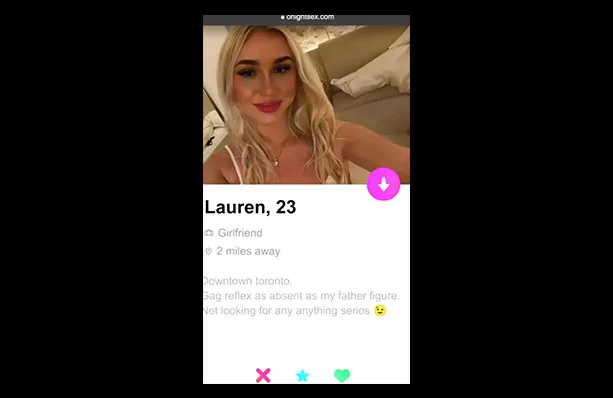 onightsex.com
Lauren, 23
Girlfriend
2 miles away
Downtown toronto.
Gag reflex as absent as my father figure.
Not looking for any anything serios 😉